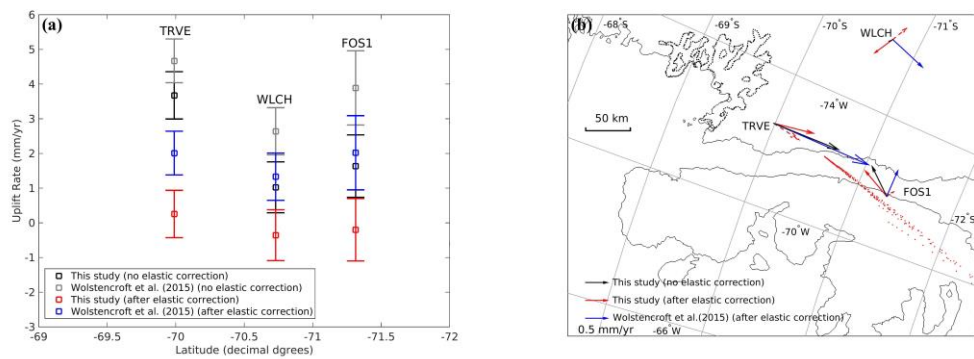 (a)
TRVE
WLCH
FOS1
6
5
4
3
2
1
0
-1
-2
-3
Uplift Rate (mm/yr)
This study (no elastic correction)
Wolstencroft et al. (2015) (no elastic correction)
This study (after elastic correction)
Wolstencroft et al. (2015) (after elastic correction)
-69 -69.5 -70 -70.5 -71 -71.5 -72
Latitude (decimal dgrees)
(b)
-68°S
-69°S
-70°S
-71°S
WLCH
-74°W
50 km
TRVE
FOS1
-72°S
-70°W
This study (no elastic correction)
This study (after elastic correction)
Wolstencroft et al.(2015) (after elastic correction)
0.5 mm/yr
-66°W